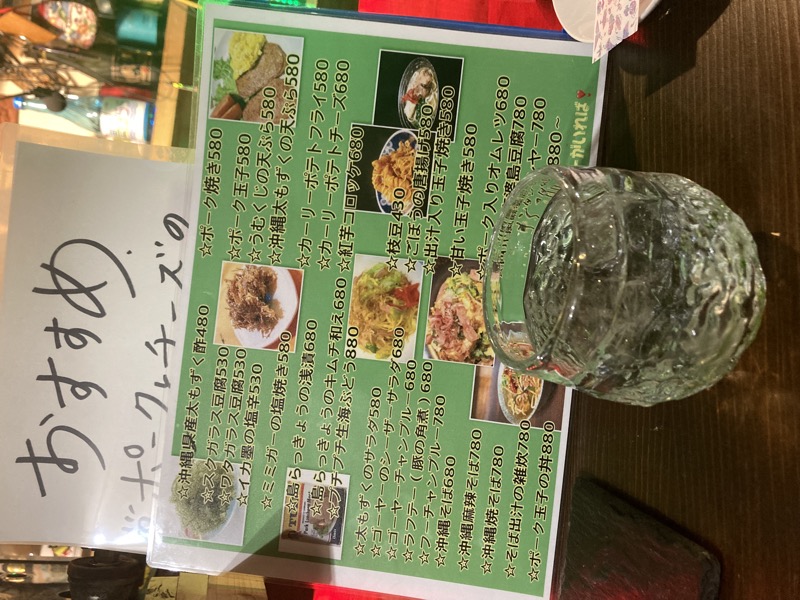 おすすめ
ポークとチーズの
☆沖縄県産太もずく酢480
☆スクガラス豆腐530
☆ワタガラス豆腐530
☆イカ墨の塩辛530
☆ミミガーの塩焼き580
☆島らっきょうの浅漬680
☆島らっきょうのキムチ和え680
☆プチプチ生海ぶどう880
☆太もずくのサラダ580
☆ゴーヤーのシーザーサラダ680
☆ゴーヤーチャンプルー680
☆ラフテー(豚の角煮)680
☆フーチャンプルー780
☆沖縄そば680
☆沖縄麻辣そば780
☆沖縄焼そば780
☆そば出汁の雑炊780
☆ポーク玉子の丼880
☆ポーク焼き580
☆ポーク玉子580
☆うむくじの天ぷら580
☆沖縄太もずくの天ぷら580
☆カーリーポテトフライ580
☆カーリーポテトチーズ680
☆紅芋コロッケ680
☆枝豆430
☆ごぼうの唐揚げ580
☆出汁入り玉子焼き580
☆甘い玉子焼き580
☆ポーク入りオムレツ680
婆島豆腐780
ヤー780
880~
ーがいれば